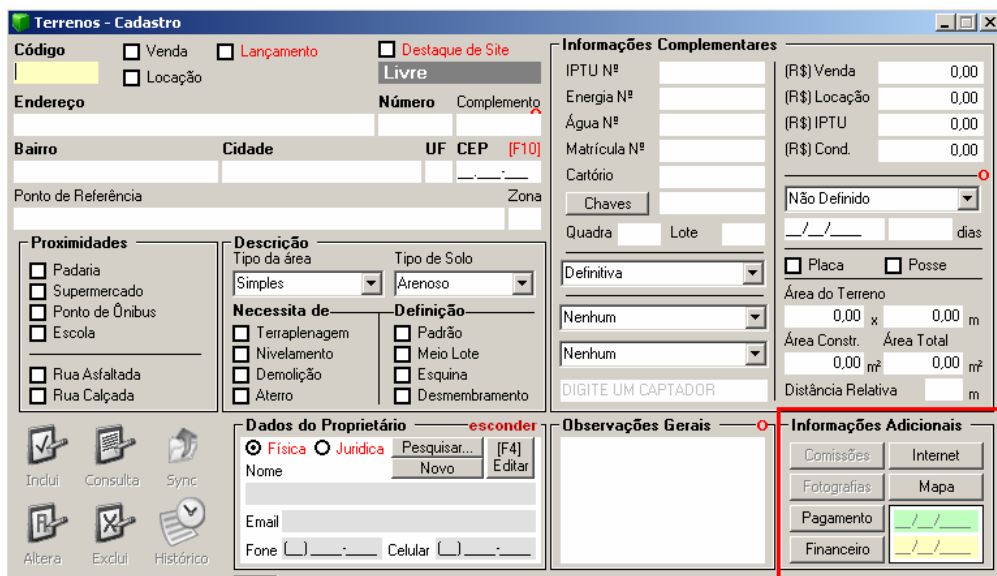 Terrenos - Cadastro
Código
Venda
Lançamento
Destaque de Site
Locação
Livre
Endereço
Número
Complemento
Bairro
Cidade
UF
CEP
[F10]
__.___-___
Ponto de Referência
Zona
Proximidades
Padaria
Supermercado
Ponto de Ônibus
Escola
Rua Asfaltada
Rua Calçada
Descrição
Tipo da área
Tipo de Solo
Simples
Arenoso
Necessita de
Terraplenagem
Nivelamento
Demolição
Aterro
Definição
Padrão
Meio Lote
Esquina
Desmembramento
Informações Complementares
IPTU Nº
Energia Nº
Água Nº
Matrícula Nº
Cartório
Chaves
Quadra
Lote
Definitiva
Nenhum
Nenhum
DIGITE UM CAPTADOR
(R$) Venda 0,00
(R$) Locação 0,00
(R$) IPTU 0,00
(R$) Cond. 0,00
O
Não Definido
__/__/____ dias
Placa
Posse
Área do Terreno
0,00 x 0,00 m
Área Constr. Área Total
0,00 m² 0,00 m²
Distância Relativa m
Inclui
Consulta
Sync
Altera
Exclui
Histórico
Dados do Proprietário
esconder
Física
Juridica
Pesquisar...
[F4]
Editar
Novo
Nome
Email
Fone (__)____-____
Celular (__)____-____
Observações Gerais
O
Informações Adicionais
Comissões
Internet
Fotografias
Mapa
Pagamento
__/__/____
Financeiro
__/__/____